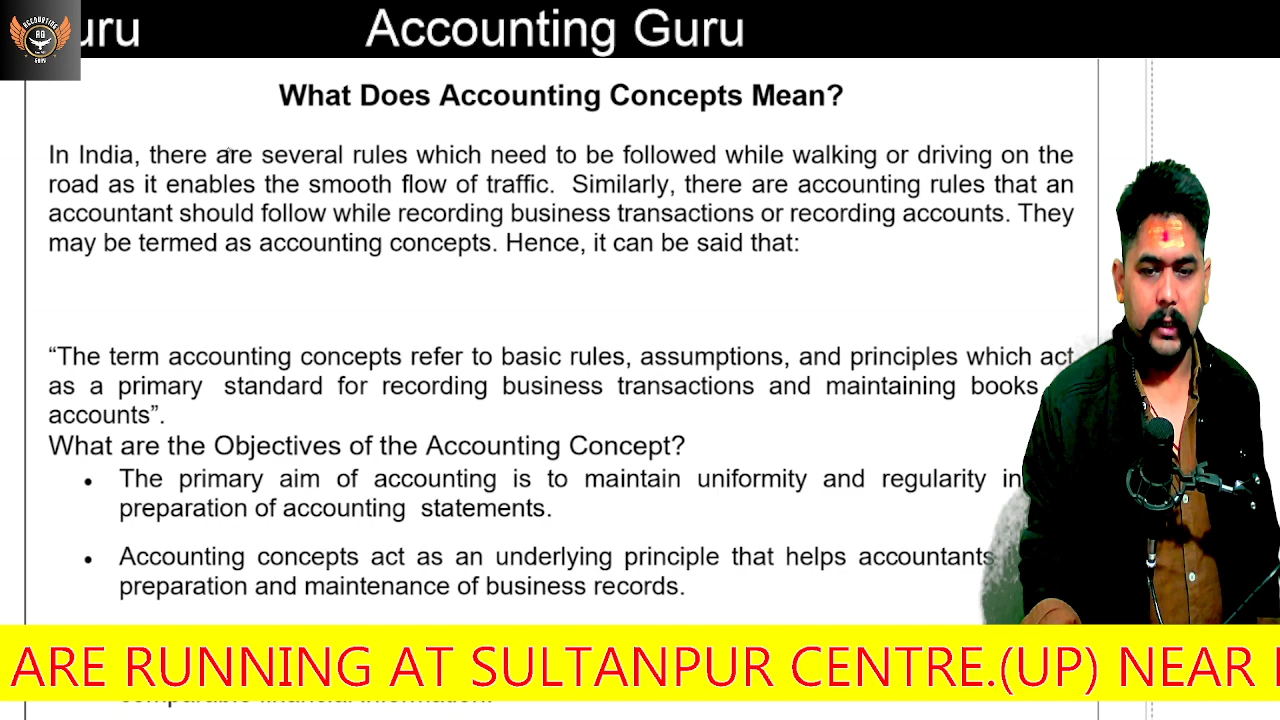 uru Accounting Guru
ACCOUNTING
AG
What Does Accounting Concepts Mean?
In India, there are several rules which need to be followed while walking or driving on the
road as it enables the smooth flow of traffic. Similarly, there are accounting rules that an
accountant should follow while recording business transactions or recording accounts. They
may be termed as accounting concepts. Hence, it can be said that:
“The term accounting concepts refer to basic rules, assumptions, and principles which act
as a primary standard for recording business transactions and maintaining books
accounts”.
What are the Objectives of the Accounting Concept?
• The primary aim of accounting is to maintain uniformity and regularity in
preparation of accounting statements.
• Accounting concepts act as an underlying principle that helps accountants
preparation and maintenance of business records.
ARE RUNNING AT SULTANPUR CENTRE.(UP) NEAR
comparable financial information.